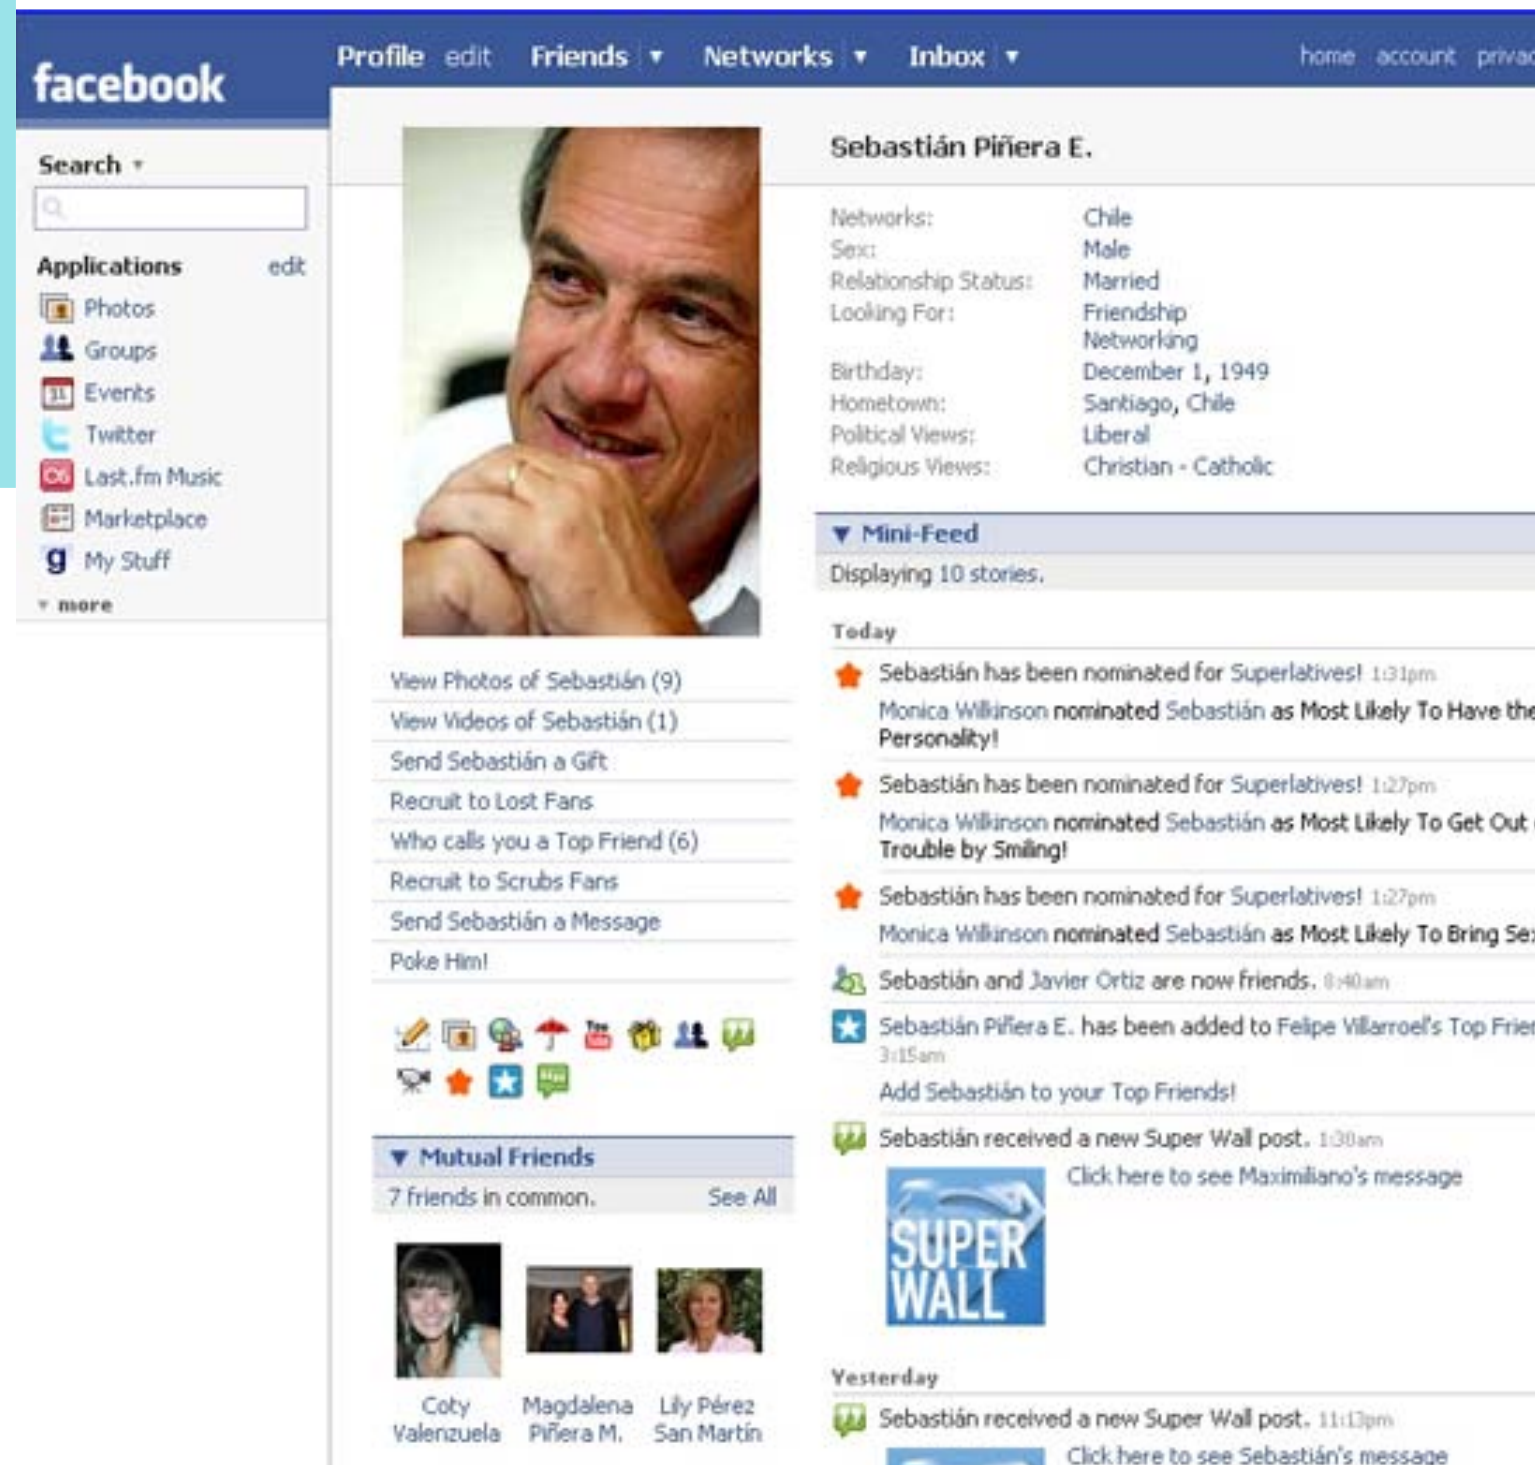 Profile edit Friends Networks Inbox home account privac
facebook
Search
Applications edit
Photos
Groups
31 Events
Twitter
Last.fm Music
Marketplace
g My Stuff
more
View Photos of Sebastián (9)
View Videos of Sebastián (1)
Send Sebastián a Gift
Recruit to Lost Fans
Who calls you a Top Friend (6)
Recruit to Scrubs Fans
Send Sebastián a Message
Poke Him!
You Tube
Mutual Friends
7 friends in common. See All
Coty Valenzuela
Magdalena Piñera M.
Lily Pérez San Martín
Sebastián Piñera E.
Networks: Chile
Sex: Male
Relationship Status: Married
Looking For: Friendship
Networking
Birthday: December 1, 1949
Hometown: Santiago, Chile
Political Views: Liberal
Religious Views: Christian - Catholic
Mini-Feed
Displaying 10 stories.
Today
Sebastián has been nominated for Superlatives! 1:31pm
Monica Wilkinson nominated Sebastián as Most Likely To Have the
Personality!
Sebastián has been nominated for Superlatives! 1:27pm
Monica Wilkinson nominated Sebastián as Most Likely To Get Out
Trouble by Smiling!
Sebastián has been nominated for Superlatives! 1:27pm
Monica Wilkinson nominated Sebastián as Most Likely To Bring Se
Sebastián and Javier Ortiz are now friends. 8:40am
Sebastián Piñera E. has been added to Felipe Villarroel's Top Frie
3:15am
Add Sebastián to your Top Friends!
Sebastián received a new Super Wall post. 1:30am
Click here to see Maximiliano's message
SUPER
WALL
Yesterday
Sebastián received a new Super Wall post. 11:13pm
Click here to see Sebastián's message